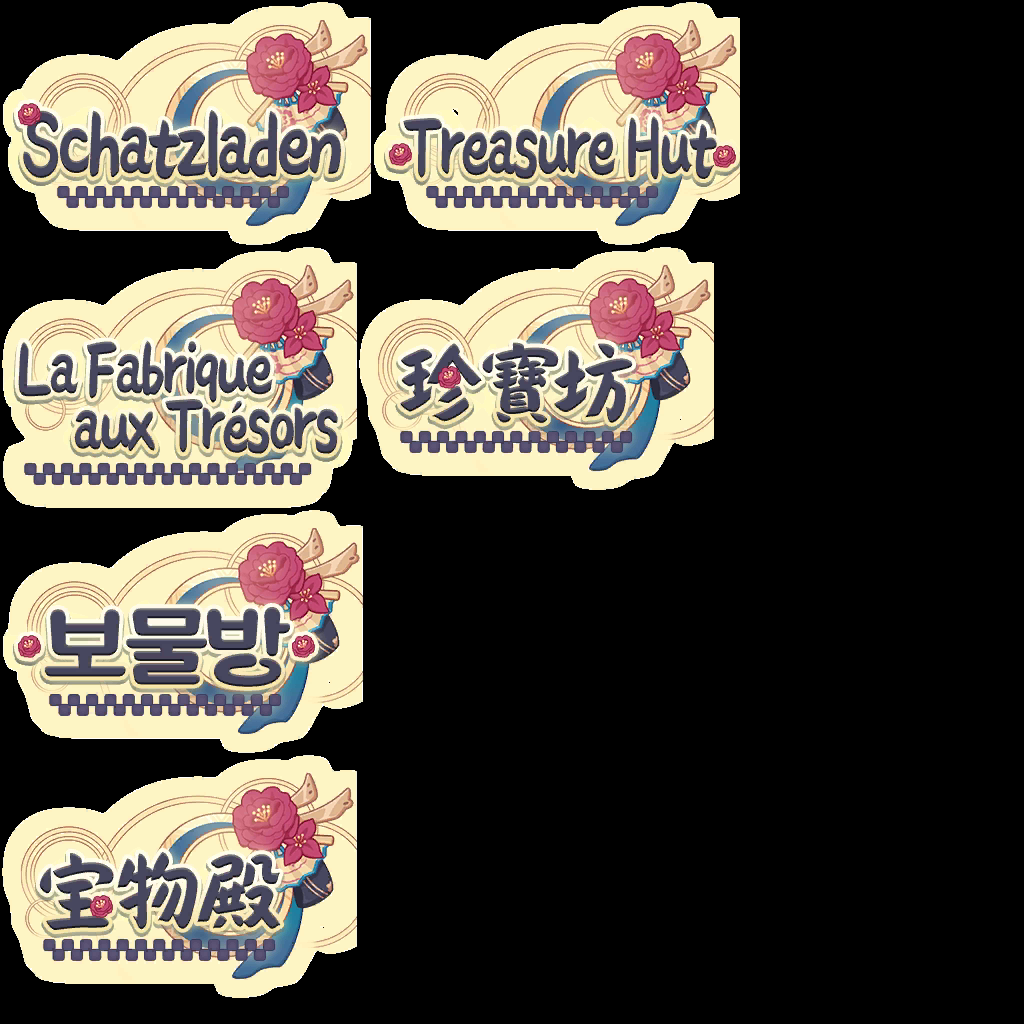 Schatzladen
Treasure Hut
La Fabrique
aux Trésors
珍寶坊
보물방
宝物殿